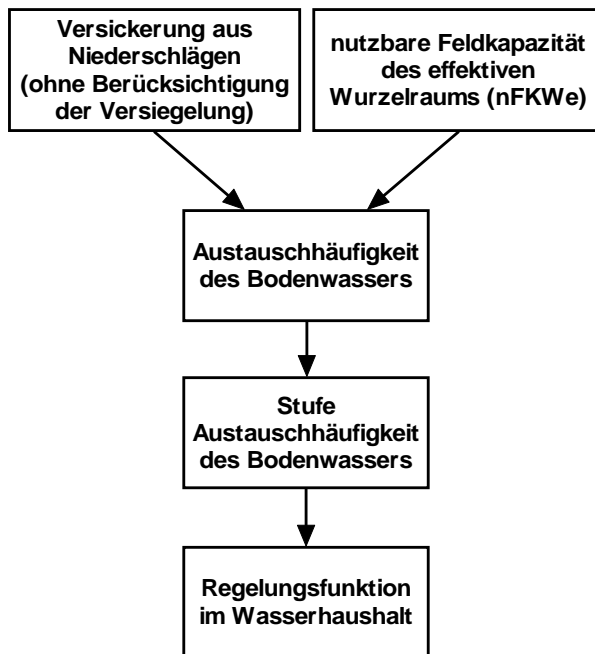 Versickerung aus
Niederschlägen
(ohne Berücksichtigung
der Versiegelung)
nutzbare Feldkapazität
des effektiven
Wurzelraums (nFKWe)
Austauschhäufigkeit
des Bodenwassers
Stufe
Austauschhäufigkeit
des Bodenwassers
Regelungsfunktion
im Wasserhaushalt